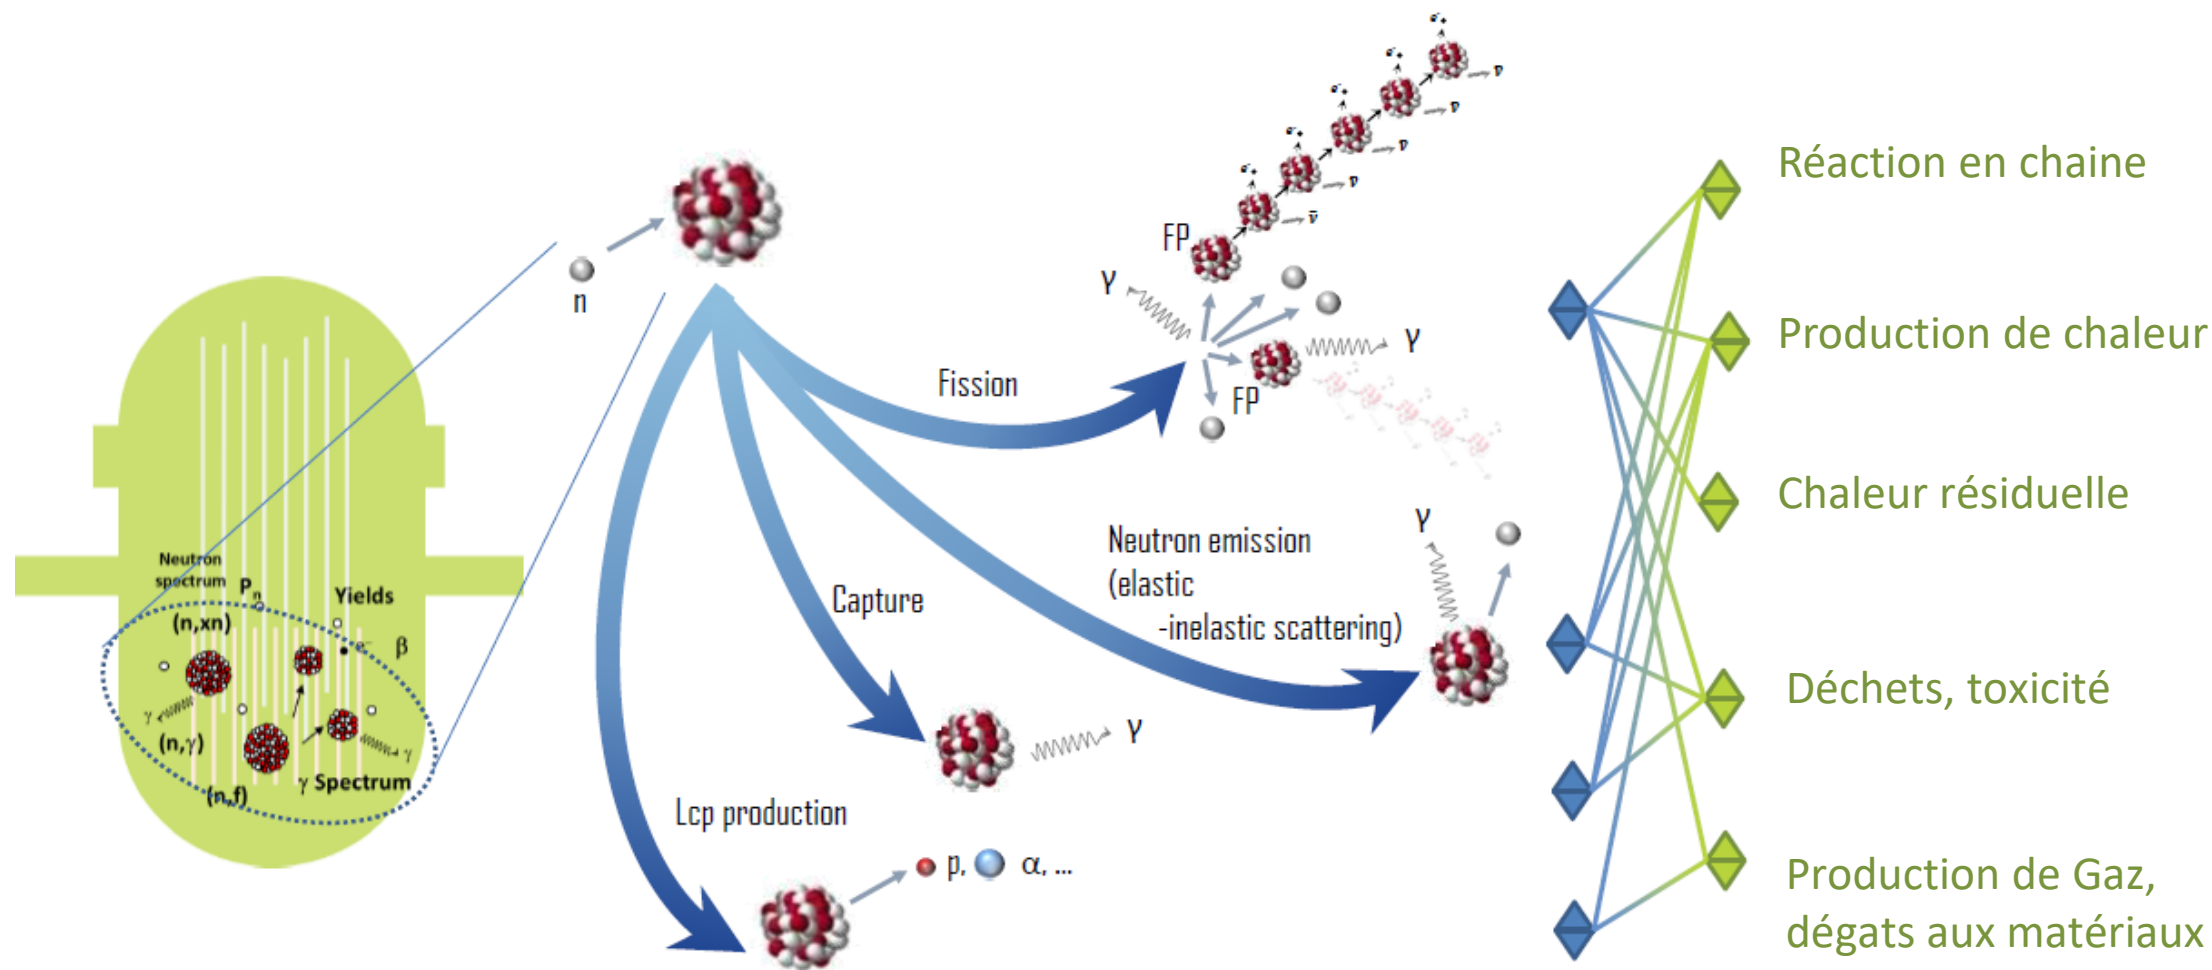 Neutron
spectrum
Pn
Yields
(n,xn)
β
e−
γ
(n,γ)
γ
γ Spectrum
(n,f)
n
Fission
Capture
Lcp production
p, α, ...
γ
Neutron emission
(elastic
-inelastic scattering)
γ
FP
γ
γ
FP
e-
ν̄
e-
ν
e-
ν
e-
ν
e-
ν
e-
Réaction en chaine
Production de chaleur
Chaleur résiduelle
Déchets, toxicité
Production de Gaz,
dégats aux matériaux